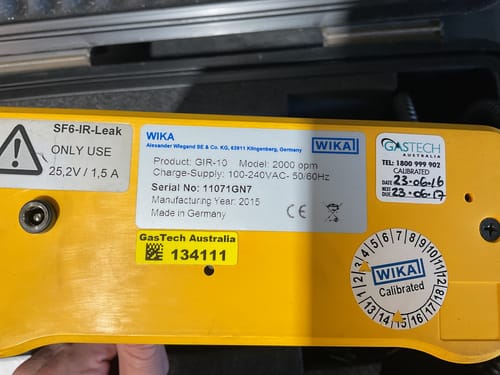 SF6-IR-Leak
ONLY USE
25,2V / 1,5 A
WIKA
Alexander Wiegand SE & Co. KG, 63911 Klingenberg, Germany
WIKA
Product: GIR-10 Model: 2000 ppm
Charge-Supply: 100-240VAC- 50/60Hz
Serial No: 11071GN7
Manufacturing Year: 2015
Made in Germany
CE
GasTech Australia
134111
GASTECH
AUSTRALIA
TEL: 1800 999 902
CALIBRATED
DATE 23-06-16
NEXT DUE 23-06-17
1 2 3 4 5 6 7 8 9 10 11 12 13 14 15 16 17 18
WIKA
Calibrated